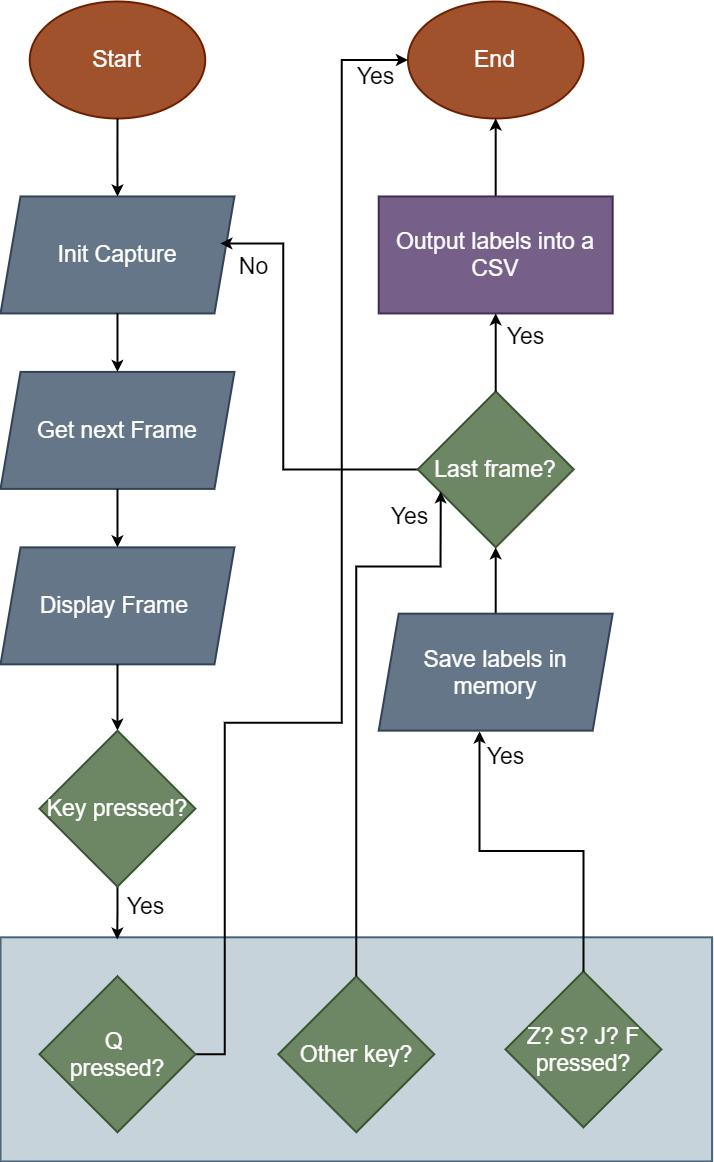 Start
Yes
End
Init Capture
No
Output labels into a
CSV
Yes
Get next Frame
Last frame?
Yes
Display Frame
Save labels in
memory
Yes
Key pressed?
Yes
Q
pressed?
Other key?
Z? S? J? F
pressed?